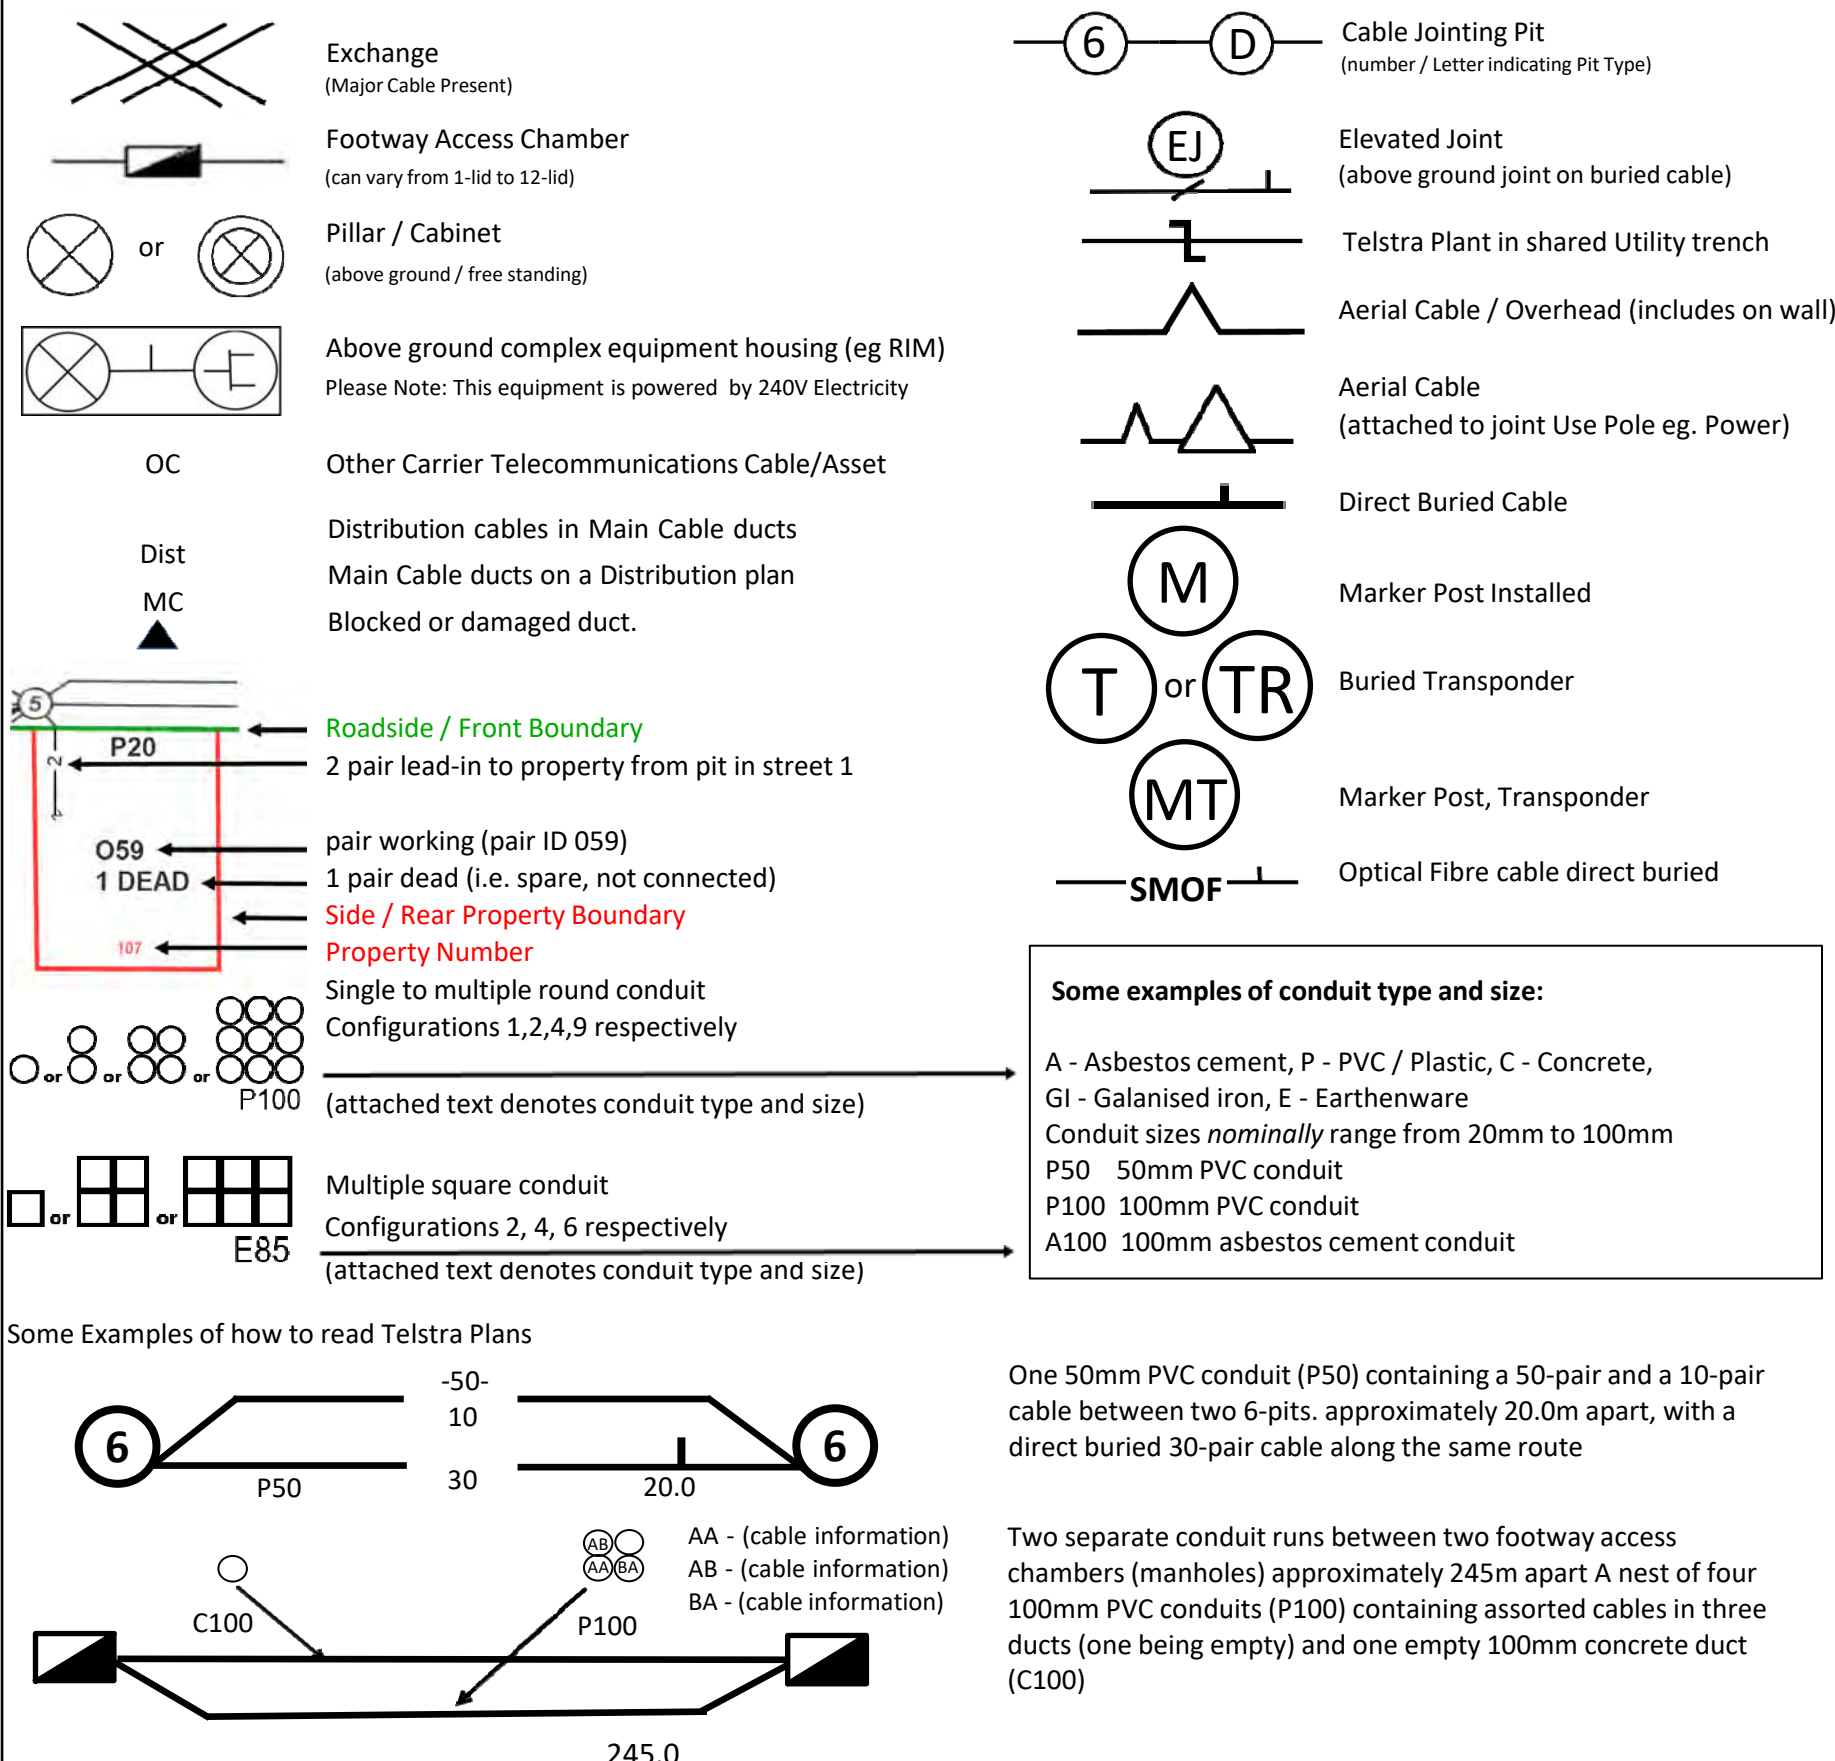 Exchange
(Major Cable Present)
Footway Access Chamber
(can vary from 1-lid to 12-lid)
or
Pillar / Cabinet
(above ground / free standing)
Above ground complex equipment housing (eg RIM)
Please Note: This equipment is powered by 240V Electricity
OC
Other Carrier Telecommunications Cable/Asset
Dist
Distribution cables in Main Cable ducts
MC
Main Cable ducts on a Distribution plan
Blocked or damaged duct.
5
P20
2
O59
1 DEAD
107
Roadside / Front Boundary
2 pair lead-in to property from pit in street 1
pair working (pair ID 059)
1 pair dead (i.e. spare, not connected)
Side / Rear Property Boundary
Property Number
Single to multiple round conduit
Configurations 1,2,4,9 respectively
or or or
P100
(attached text denotes conduit type and size)
or or
E85
Multiple square conduit
Configurations 2, 4, 6 respectively
(attached text denotes conduit type and size)
6 D
Cable Jointing Pit
(number / Letter indicating Pit Type)
EJ
Elevated Joint
(above ground joint on buried cable)
Telstra Plant in shared Utility trench
Aerial Cable / Overhead (includes on wall)
Aerial Cable
(attached to joint Use Pole eg. Power)
Direct Buried Cable
M
Marker Post Installed
T or TR
Buried Transponder
MT
Marker Post, Transponder
SMOF
Optical Fibre cable direct buried
Some examples of conduit type and size:
A - Asbestos cement, P - PVC / Plastic, C - Concrete,
GI - Galanised iron, E - Earthenware
Conduit sizes nominally range from 20mm to 100mm
P50 50mm PVC conduit
P100 100mm PVC conduit
A100 100mm asbestos cement conduit
Some Examples of how to read Telstra Plans
-50-
10
6 6
P50 30 20.0
One 50mm PVC conduit (P50) containing a 50-pair and a 10-pair
cable between two 6-pits. approximately 20.0m apart, with a
direct buried 30-pair cable along the same route
AB
AA BA
AA - (cable information)
AB - (cable information)
BA - (cable information)
C100
P100
245.0
Two separate conduit runs between two footway access
chambers (manholes) approximately 245m apart A nest of four
100mm PVC conduits (P100) containing assorted cables in three
ducts (one being empty) and one empty 100mm concrete duct
(C100)